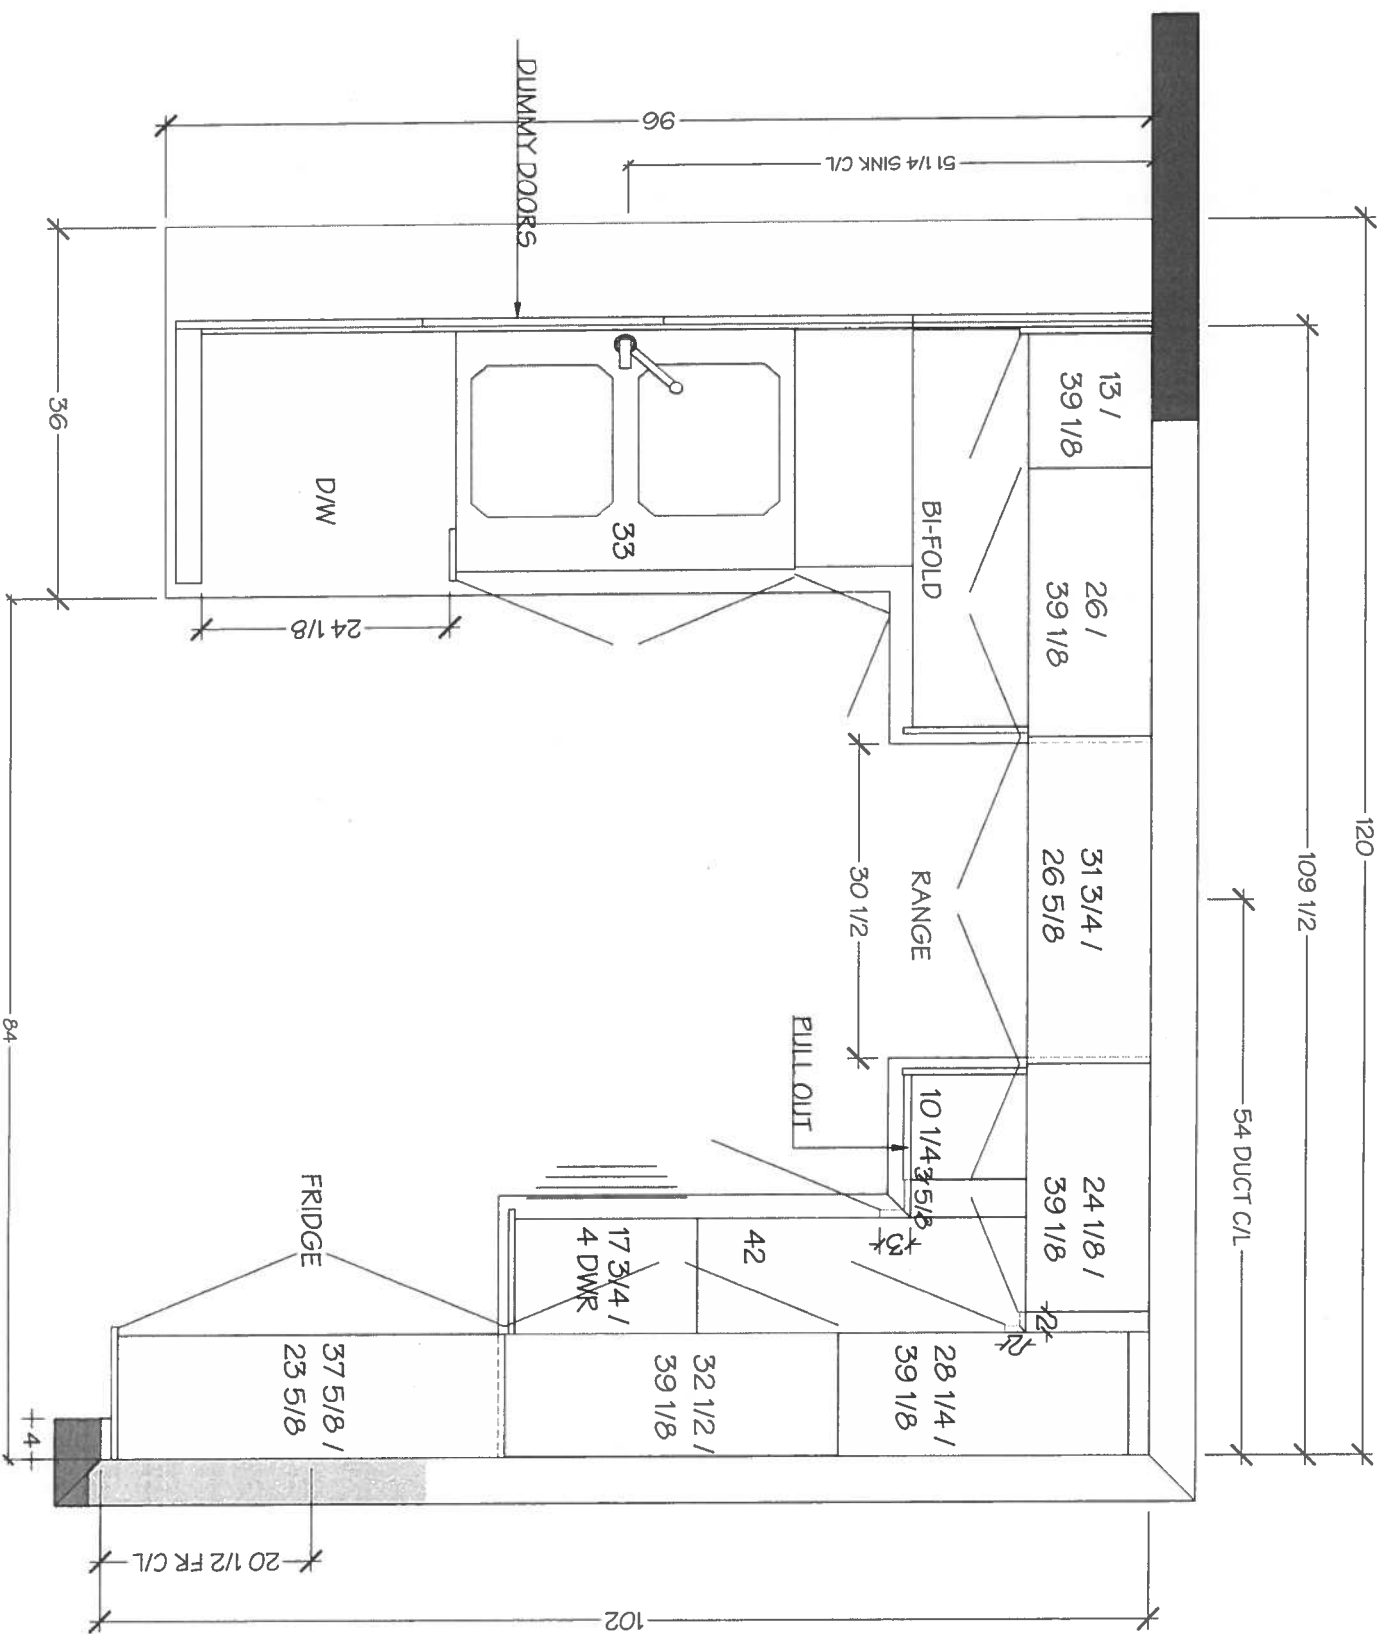 120
109 1/2
54 DUCT C/L
96
51 1/4 SINK C/L
DUMMY DOORS
13 /
39 1/8
26 /
39 1/8
31 3/4 /
26 5/8
24 1/8 /
39 1/8
BI-FOLD
RANGE
30 1/2
PULLOUT
10 1/4
3 5/8
3
2
2
33
D/W
24 1/8
36
42
17 3/4 /
4 DWR
28 1/4 /
39 1/8
32 1/2 /
39 1/8
37 5/8 /
23 5/8
FRIDGE
84
4
20 1/2 FR C/L
102